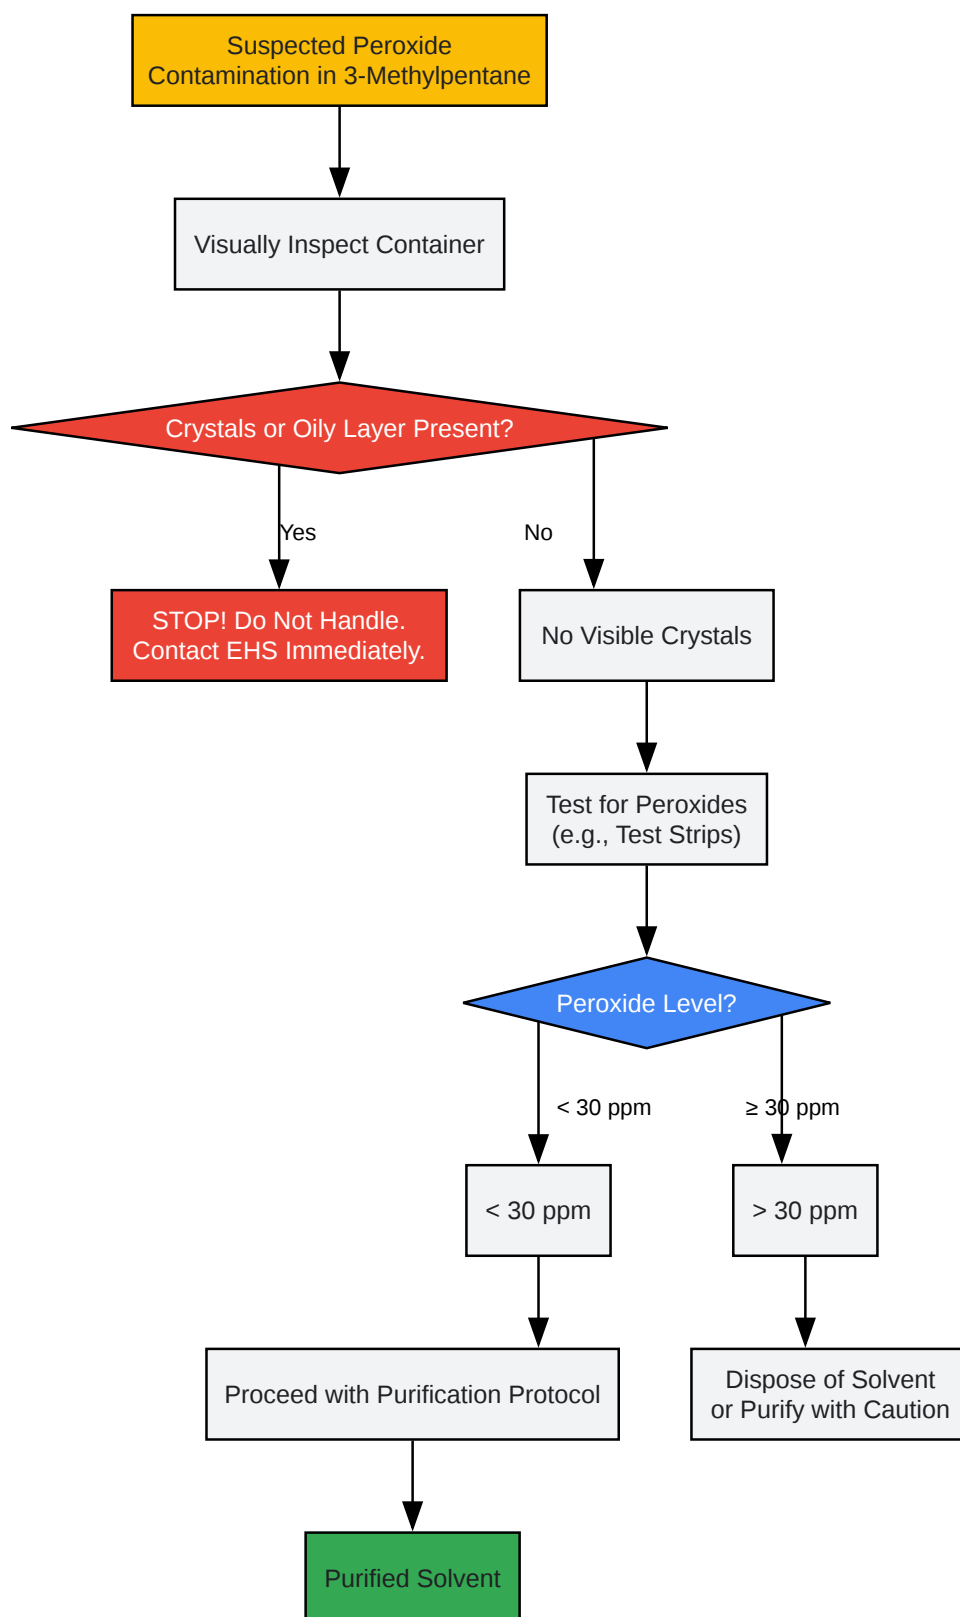 Suspected Peroxide
Contamination in 3-Methylpentane
Visually Inspect Container
Crystals or Oily Layer Present?
Yes
No
STOP! Do Not Handle.
Contact EHS Immediately.
No Visible Crystals
Test for Peroxides
(e.g., Test Strips)
Peroxide Level?
< 30 ppm
≥ 30 ppm
< 30 ppm
> 30 ppm
Proceed with Purification Protocol
Dispose of Solvent
or Purify with Caution
Purified Solvent